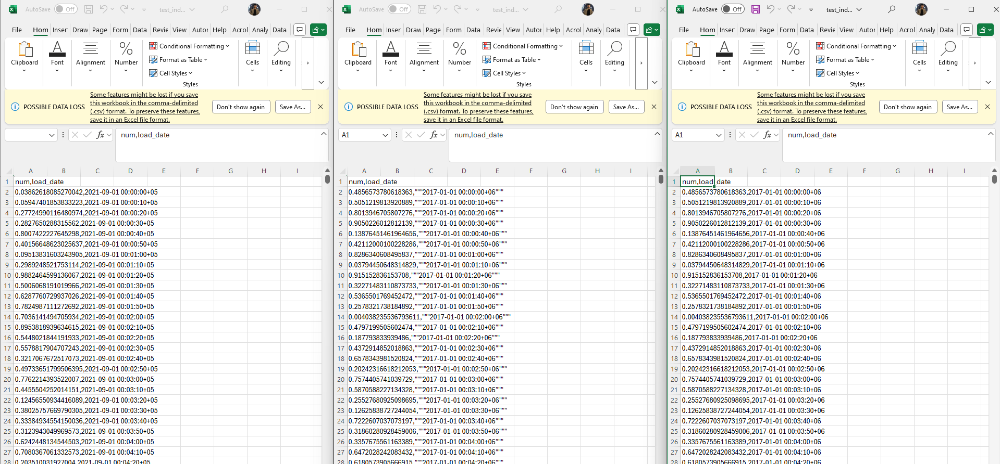 AutoSave Off test_ind...
File Hom Inser Draw Page Form Data Revie View Autor Help Acrol Analy Data
Clipboard Font Alignment Number Conditional Formatting Format as Table Cell Styles Styles Cells Editing
POSSIBLE DATA LOSS Some features might be lost if you save this workbook in the comma-delimited (.csv) format. To preserve these features, save it in an Excel file format. Don't show again Save As...
fx num,load_date
A B C D E F G H I
1 num,load_date
2 0.03862618085270042,2021-09-01 00:00:00+05
3 0.05947401853833223,2021-09-01 00:00:10+05
4 0.27724990116480974,2021-09-01 00:00:20+05
5 0.2827650288315562,2021-09-01 00:00:30+05
6 0.8007422227645298,2021-09-01 00:00:40+05
7 0.40156648623025637,2021-09-01 00:00:50+05
8 0.09513831603243905,2021-09-01 00:01:00+05
9 0.2989248521753114,2021-09-01 00:01:10+05
10 0.9882464599136067,2021-09-01 00:01:20+05
11 0.5006068191019966,2021-09-01 00:01:30+05
12 0.6287760729937026,2021-09-01 00:01:40+05
13 0.7824987111272692,2021-09-01 00:01:50+05
14 0.7036141494705934,2021-09-01 00:02:00+05
15 0.8953818939634615,2021-09-01 00:02:10+05
16 0.5448021844191933,2021-09-01 00:02:20+05
17 0.5578817904707243,2021-09-01 00:02:30+05
18 0.3217067672517073,2021-09-01 00:02:40+05
19 0.49733651799506395,2021-09-01 00:02:50+05
20 0.7762214393522007,2021-09-01 00:03:00+05
21 0.4455504252014151,2021-09-01 00:03:10+05
22 0.12456550934416089,2021-09-01 00:03:20+05
23 0.38025757669790305,2021-09-01 00:03:30+05
24 0.33384934554150036,2021-09-01 00:03:40+05
25 0.3123943049969573,2021-09-01 00:03:50+05
26 0.6242448134544503,2021-09-01 00:04:00+05
27 0.7080367061332573,2021-09-01 00:04:10+05
28 0.203510031927004,2021-09-01 00:04:20+05
AutoSave Off test_ind...
File Hom Inser Draw Page Form Data Revie View Autor Help Acrol Analy Data
Clipboard Font Alignment Number Conditional Formatting Format as Table Cell Styles Styles Cells Editing
POSSIBLE DATA LOSS Some features might be lost if you save this workbook in the comma-delimited (.csv) format. To preserve these features, save it in an Excel file format. Don't show again Save As...
A1 fx num,load_date
A B C D E F G H I
1 num,load_date
2 0.4856573780618363,"""2017-01-01 00:00:00+06"""
3 0.5051219813920889,"""2017-01-01 00:00:10+06"""
4 0.8013946705807276,"""2017-01-01 00:00:20+06"""
5 0.9050226012812139,"""2017-01-01 00:00:30+06"""
6 0.13876451461964656,"""2017-01-01 00:00:40+06"""
7 0.42112000100228286,"""2017-01-01 00:00:50+06"""
8 0.8286340608495837,"""2017-01-01 00:01:00+06"""
9 0.03794450648314829,"""2017-01-01 00:01:10+06"""
10 0.915152836153708,"""2017-01-01 00:01:20+06"""
11 0.32271483110873733,"""2017-01-01 00:01:30+06"""
12 0.5365501769452472,"""2017-01-01 00:01:40+06"""
13 0.2578321738184892,"""2017-01-01 00:01:50+06"""
14 0.004038235536793611,"""2017-01-01 00:02:00+06"""
15 0.4797199505602474,"""2017-01-01 00:02:10+06"""
16 0.187793833939486,"""2017-01-01 00:02:20+06"""
17 0.4372914852018863,"""2017-01-01 00:02:30+06"""
18 0.6578343981520824,"""2017-01-01 00:02:40+06"""
19 0.20242316618212053,"""2017-01-01 00:02:50+06"""
20 0.7574405741039729,"""2017-01-01 00:03:00+06"""
21 0.5870588227134328,"""2017-01-01 00:03:10+06"""
22 0.25527680925098695,"""2017-01-01 00:03:20+06"""
23 0.12625838727244054,"""2017-01-01 00:03:30+06"""
24 0.7222607037073197,"""2017-01-01 00:03:40+06"""
25 0.31860280928459006,"""2017-01-01 00:03:50+06"""
26 0.3357675561163389,"""2017-01-01 00:04:00+06"""
27 0.6472028242083432,"""2017-01-01 00:04:10+06"""
28 0.6180573905666915,"""2017-01-01 00:04:20+06"""
AutoSave Off test_ind...
File Hom Inser Draw Page Form Data Revie View Autor Help Acrol Analy Data
Clipboard Font Alignment Number Conditional Formatting Format as Table Cell Styles Styles Cells Editing
POSSIBLE DATA LOSS Some features might be lost if you save this workbook in the comma-delimited (.csv) format. To preserve these features, save it in an Excel file format. Don't show again Save As...
A1 fx num,load_date
A B C D E F G H I
1 num,load_date
2 0.4856573780618363,2017-01-01 00:00:00+06
3 0.5051219813920889,2017-01-01 00:00:10+06
4 0.8013946705807276,2017-01-01 00:00:20+06
5 0.9050226012812139,2017-01-01 00:00:30+06
6 0.13876451461964656,2017-01-01 00:00:40+06
7 0.42112000100228286,2017-01-01 00:00:50+06
8 0.8286340608495837,2017-01-01 00:01:00+06
9 0.03794450648314829,2017-01-01 00:01:10+06
10 0.915152836153708,2017-01-01 00:01:20+06
11 0.32271483110873733,2017-01-01 00:01:30+06
12 0.5365501769452472,2017-01-01 00:01:40+06
13 0.2578321738184892,2017-01-01 00:01:50+06
14 0.004038235536793611,2017-01-01 00:02:00+06
15 0.4797199505602474,2017-01-01 00:02:10+06
16 0.187793833939486,2017-01-01 00:02:20+06
17 0.4372914852018863,2017-01-01 00:02:30+06
18 0.6578343981520824,2017-01-01 00:02:40+06
19 0.20242316618212053,2017-01-01 00:02:50+06
20 0.7574405741039729,2017-01-01 00:03:00+06
21 0.5870588227134328,2017-01-01 00:03:10+06
22 0.25527680925098695,2017-01-01 00:03:20+06
23 0.12625838727244054,2017-01-01 00:03:30+06
24 0.7222607037073197,2017-01-01 00:03:40+06
25 0.31860280928459006,2017-01-01 00:03:50+06
26 0.3357675561163389,2017-01-01 00:04:00+06
27 0.6472028242083432,2017-01-01 00:04:10+06
28 0.6180573905666915,2017-01-01 00:04:20+06